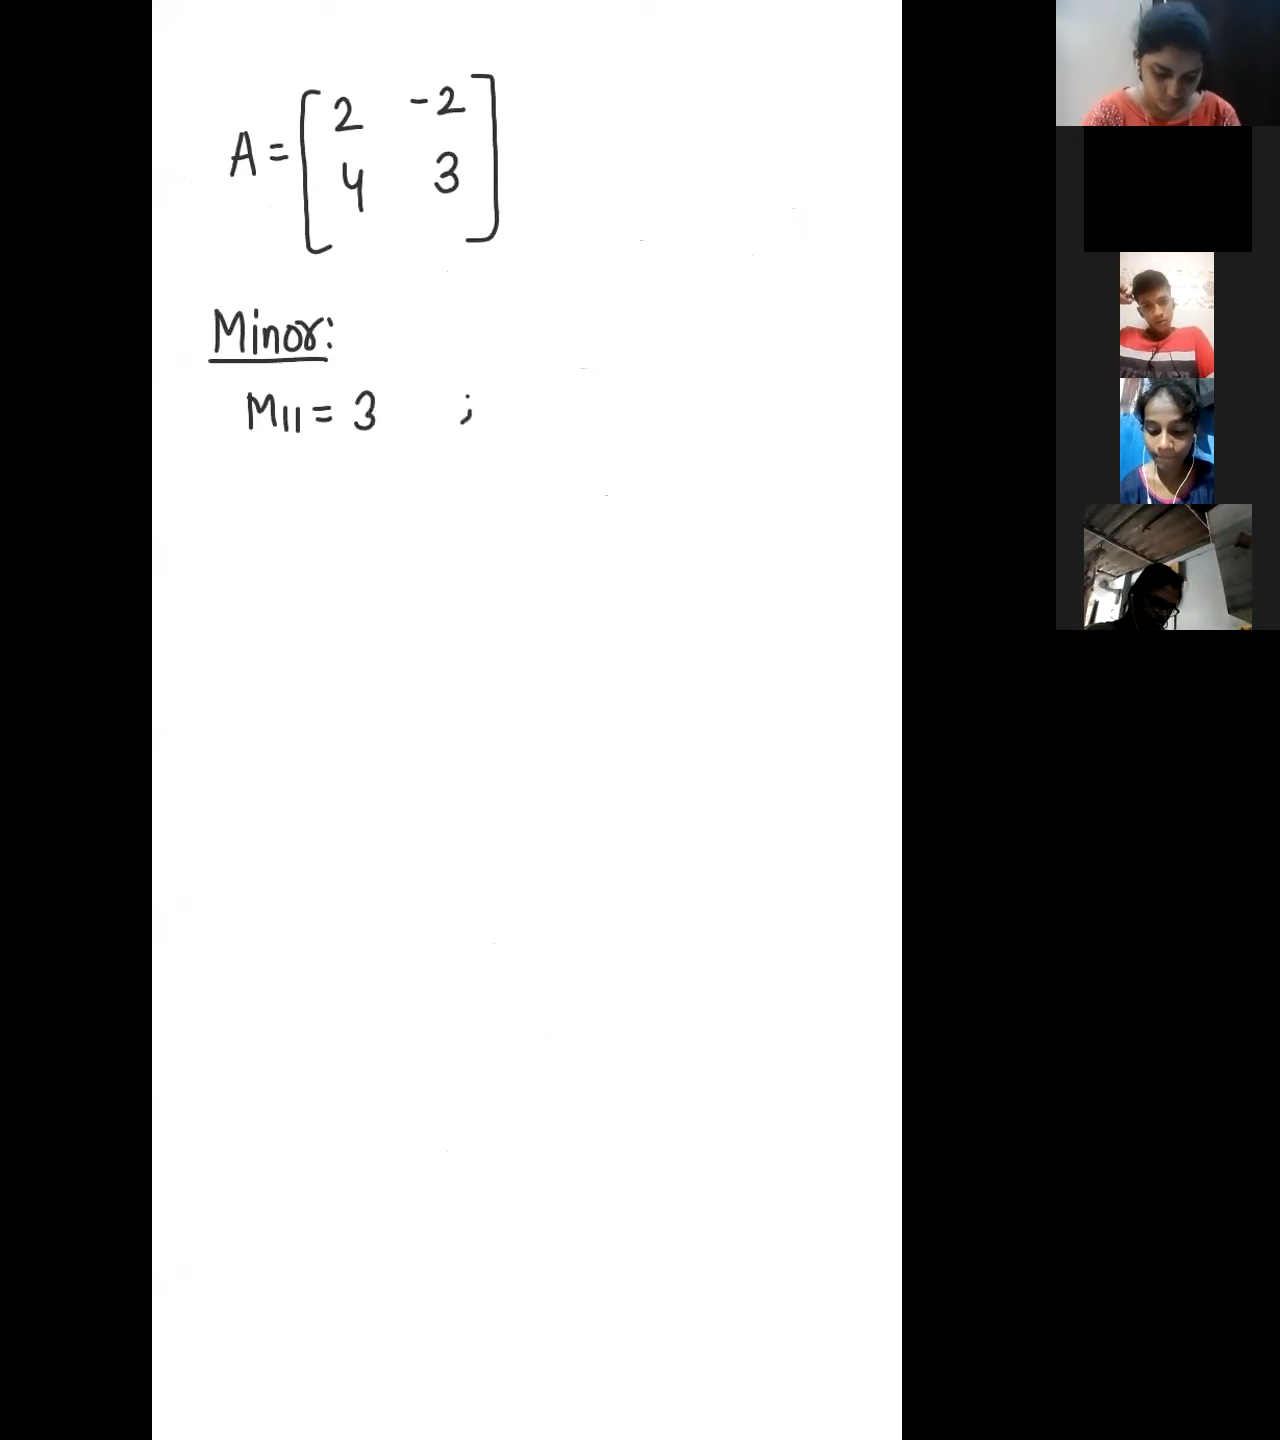 A = [ 2 -2
4 3 ]
Minor:
M11 = 3 ;